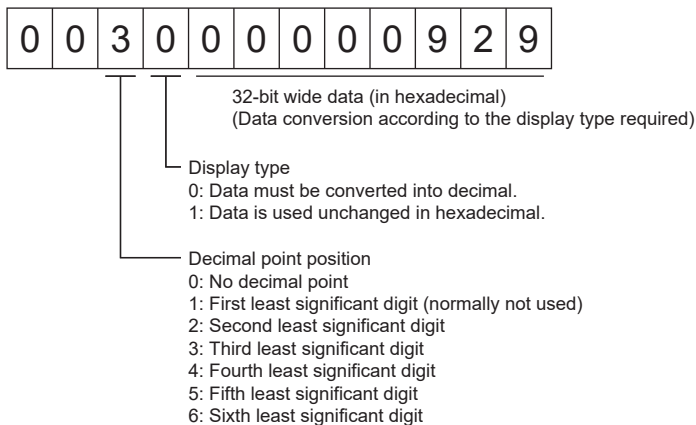 0 0 3 0 0 0 0 0 0 9 2 9
32-bit wide data (in hexadecimal)
(Data conversion according to the display type required)
Display type
0: Data must be converted into decimal.
1: Data is used unchanged in hexadecimal.
Decimal point position
0: No decimal point
1: First least significant digit (normally not used)
2: Second least significant digit
3: Third least significant digit
4: Fourth least significant digit
5: Fifth least significant digit
6: Sixth least significant digit